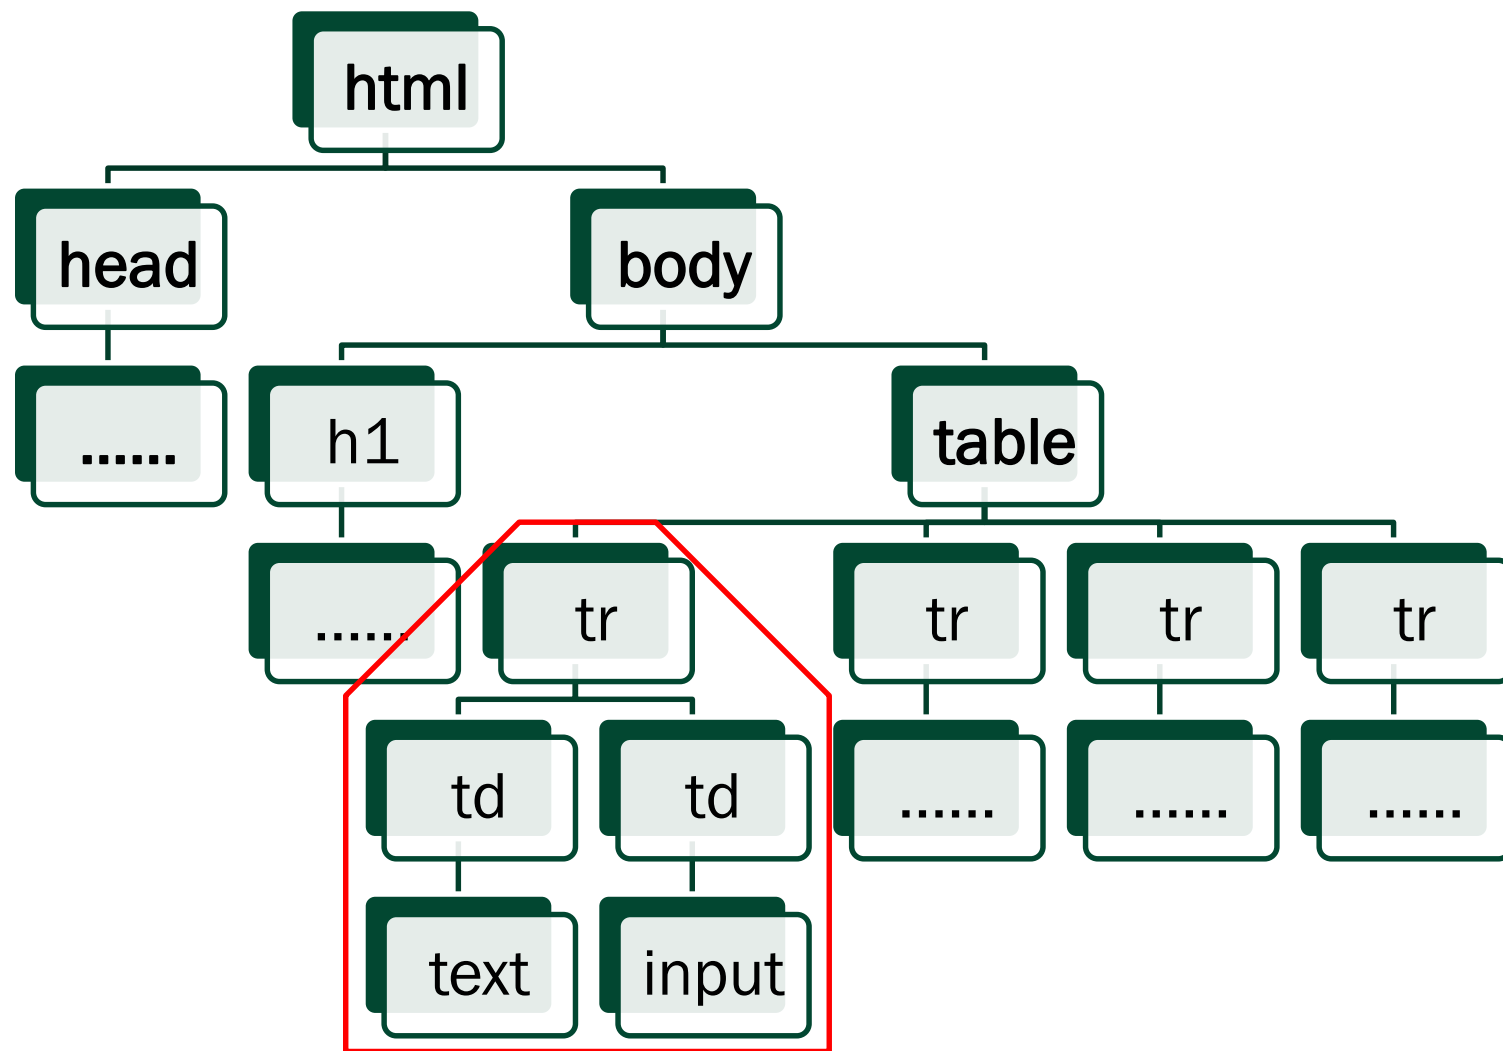 html
head
body
......
h1
table
......
tr
tr
tr
tr
td
td
......
......
......
text
input